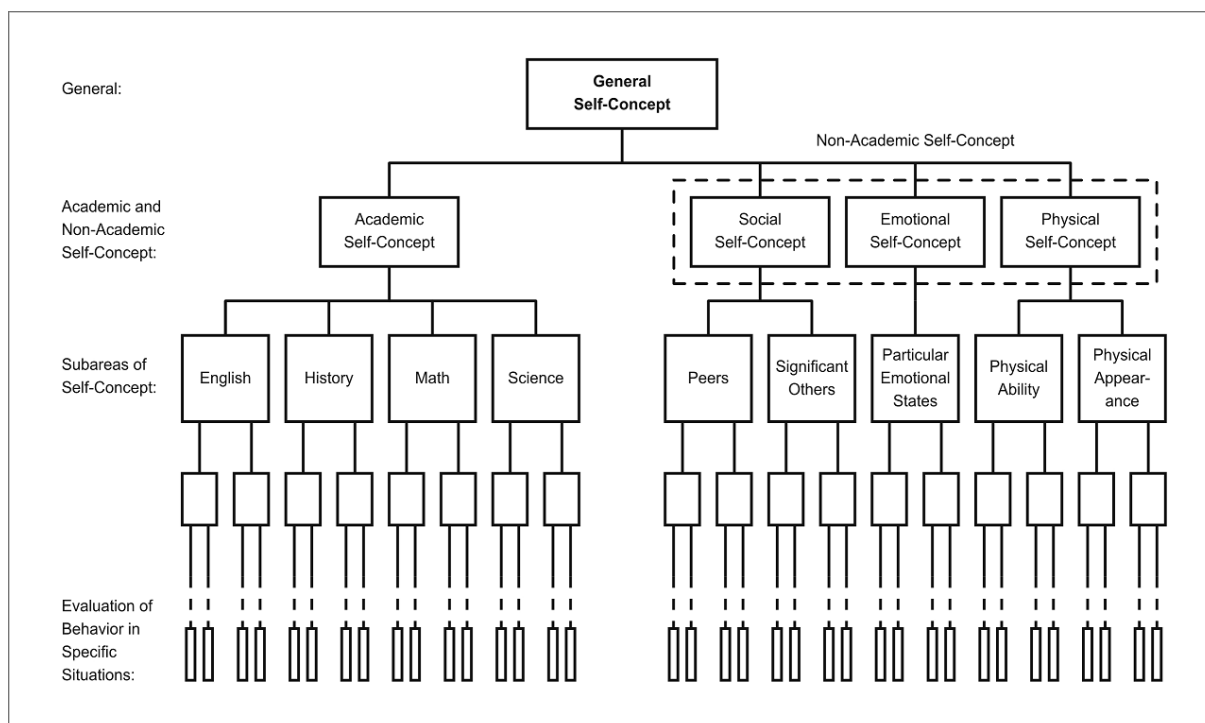 General:
General
Self-Concept
Non-Academic Self-Concept
Academic and
Non-Academic
Self-Concept:
Academic
Self-Concept
Social
Self-Concept
Emotional
Self-Concept
Physical
Self-Concept
Subareas of
Self-Concept:
English
History
Math
Science
Peers
Significant
Others
Particular
Emotional
States
Physical
Ability
Physical
Appear-
ance
Evaluation of
Behavior in
Specific
Situations: